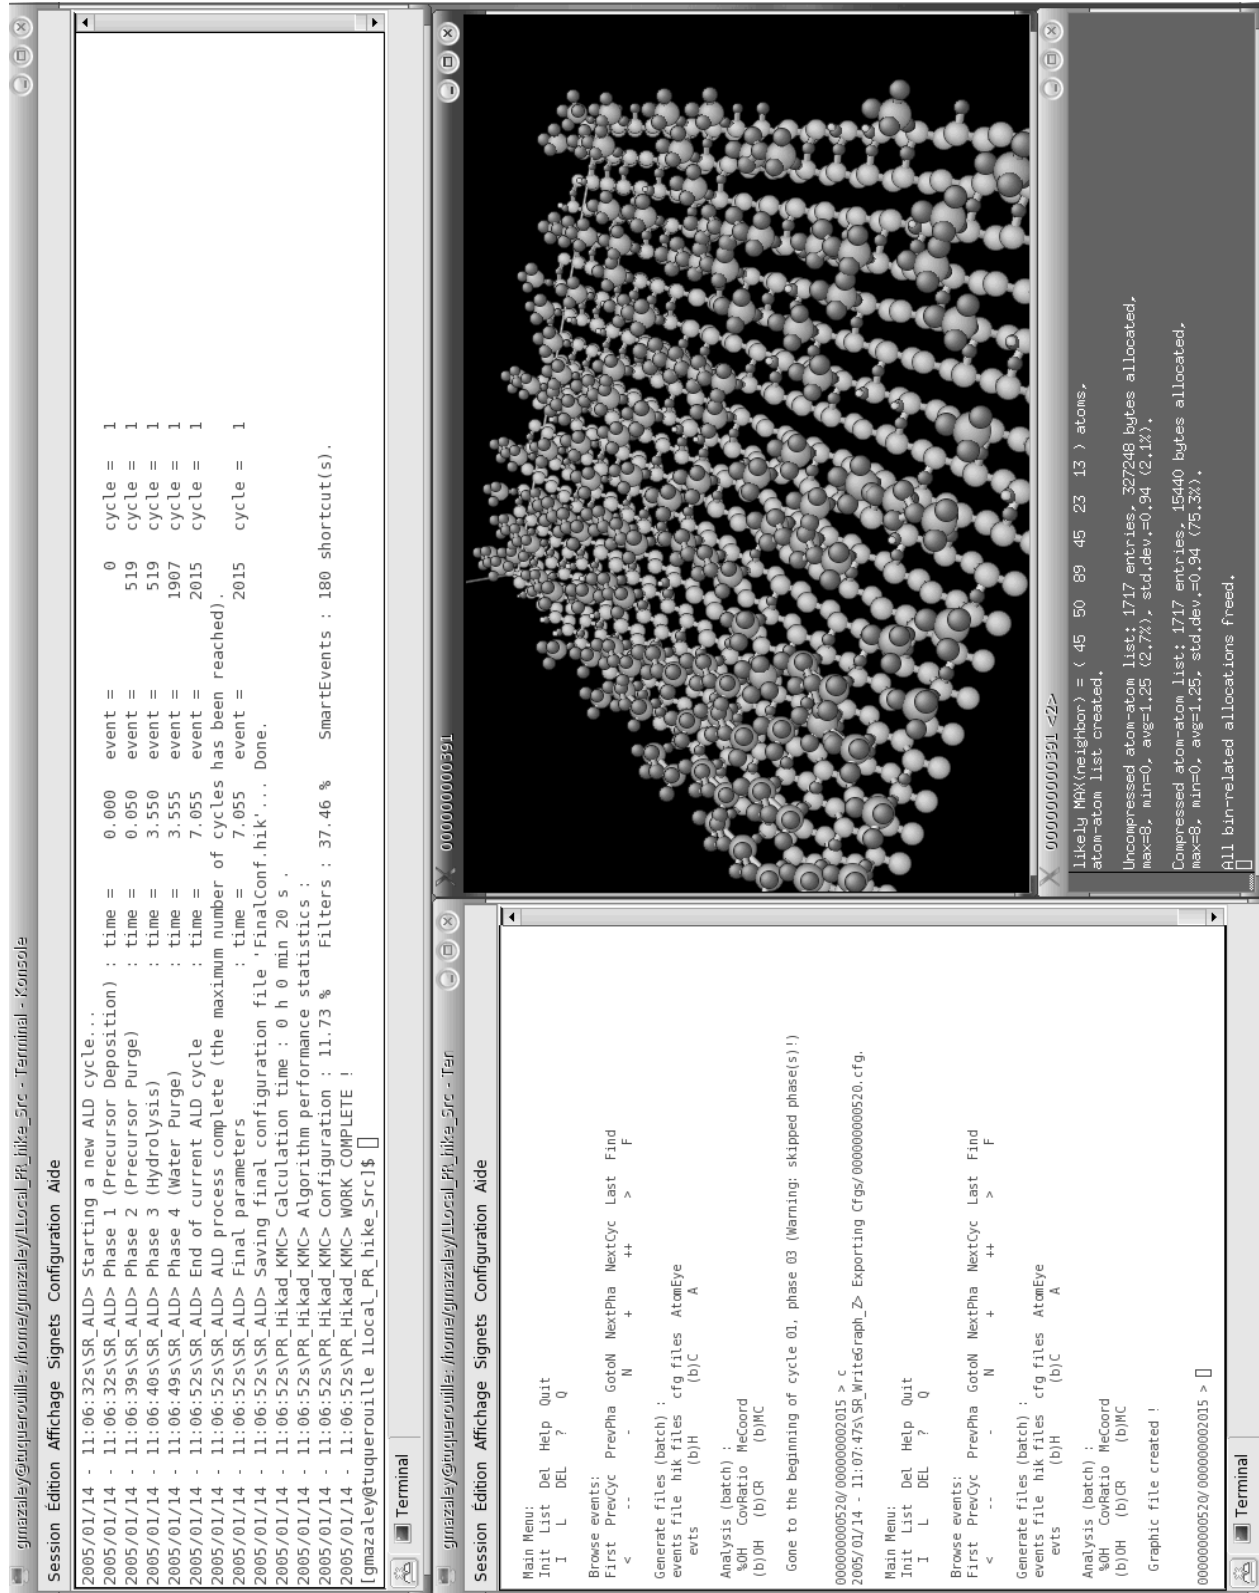 gmazaley@tuquerouille: /home/gmazaley/1Local_PR_hike_Src - Terminal - Konsole
Session Édition Affichage Signets Configuration Aide
2005/01/14 - 11:06:32s\SR_ALD> Starting a new ALD cycle...
2005/01/14 - 11:06:32s\SR_ALD> Phase 1 (Precursor Deposition) : time = 0.000 event = 0 cycle = 1
2005/01/14 - 11:06:39s\SR_ALD> Phase 2 (Precursor Purge) : time = 0.050 event = 519 cycle = 1
2005/01/14 - 11:06:40s\SR_ALD> Phase 3 (Hydrolysis) : time = 3.550 event = 519 cycle = 1
2005/01/14 - 11:06:49s\SR_ALD> Phase 4 (Water Purge) : time = 3.555 event = 1907 cycle = 1
2005/01/14 - 11:06:52s\SR_ALD> End of current ALD cycle : time = 7.055 event = 2015 cycle = 1
2005/01/14 - 11:06:52s\SR_ALD> ALD process complete (the maximum number of cycles has been reached).
2005/01/14 - 11:06:52s\SR_ALD> Final parameters : time = 7.055 event = 2015 cycle = 1
2005/01/14 - 11:06:52s\SR_ALD> Saving final configuration file 'FinalConf.hik'... Done.
2005/01/14 - 11:06:52s\PR_Hikad_KMC> Calculation time : 0 h 0 min 20 s .
2005/01/14 - 11:06:52s\PR_Hikad_KMC> Algorithm performance statistics :
2005/01/14 - 11:06:52s\PR_Hikad_KMC> Configuration : 11.73 % Filters : 37.46 % SmartEvents : 180 shortcut(s).
2005/01/14 - 11:06:52s\PR_Hikad_KMC> WORK COMPLETE !
[gmazaley@tuquerouille 1Local_PR_hike_Src]$
Terminal
gmazaley@tuquerouille: /home/gmazaley/1Local_PR_hike_Src - Ter
Session Édition Affichage Signets Configuration Aide
Main Menu:
Init List Del Help Quit
I L DEL ? Q
Browse events:
First PrevCyc PrevPha GotoN NextPha NextCyc Last Find
< -- - N + ++ > F
Generate files (batch) :
events file hik files cfg files AtomEye
evts (b)H (b)C A
Analysis (batch) :
%OH CovRatio MeCoord
(b)OH (b)CR (b)MC
Gone to the beginning of cycle 01, phase 03 (Warning: skipped phase(s)!)
00000000520/000000002015 > c
2005/01/14 - 11:07:47s\SR_WriteGraph_Z> Exporting Cfgs/00000000520.cfg.
Main Menu:
Init List Del Help Quit
I L DEL ? Q
Browse events:
First PrevCyc PrevPha GotoN NextPha NextCyc Last Find
< -- - N + ++ > F
Generate files (batch) :
events file hik files cfg files AtomEye
evts (b)H (b)C A
Analysis (batch) :
%OH CovRatio MeCoord
(b)OH (b)CR (b)MC
Graphic file created !
00000000520/000000002015 >
Terminal
00000000391
00000000391 <2>
likely MAX(neighbor) = ( 45 50 89 45 23 13 ) atoms,
atom-atom list created.
Uncompressed atom-atom list: 1717 entries, 327248 bytes allocated,
max=8, min=0, avg=1.25 (2.7%), std.dev.=0.94 (2.1%).
Compressed atom-atom list: 1717 entries, 15440 bytes allocated,
max=8, min=0, avg=1.25, std.dev.=0.94 (75.3%).
All bin-related allocations freed.